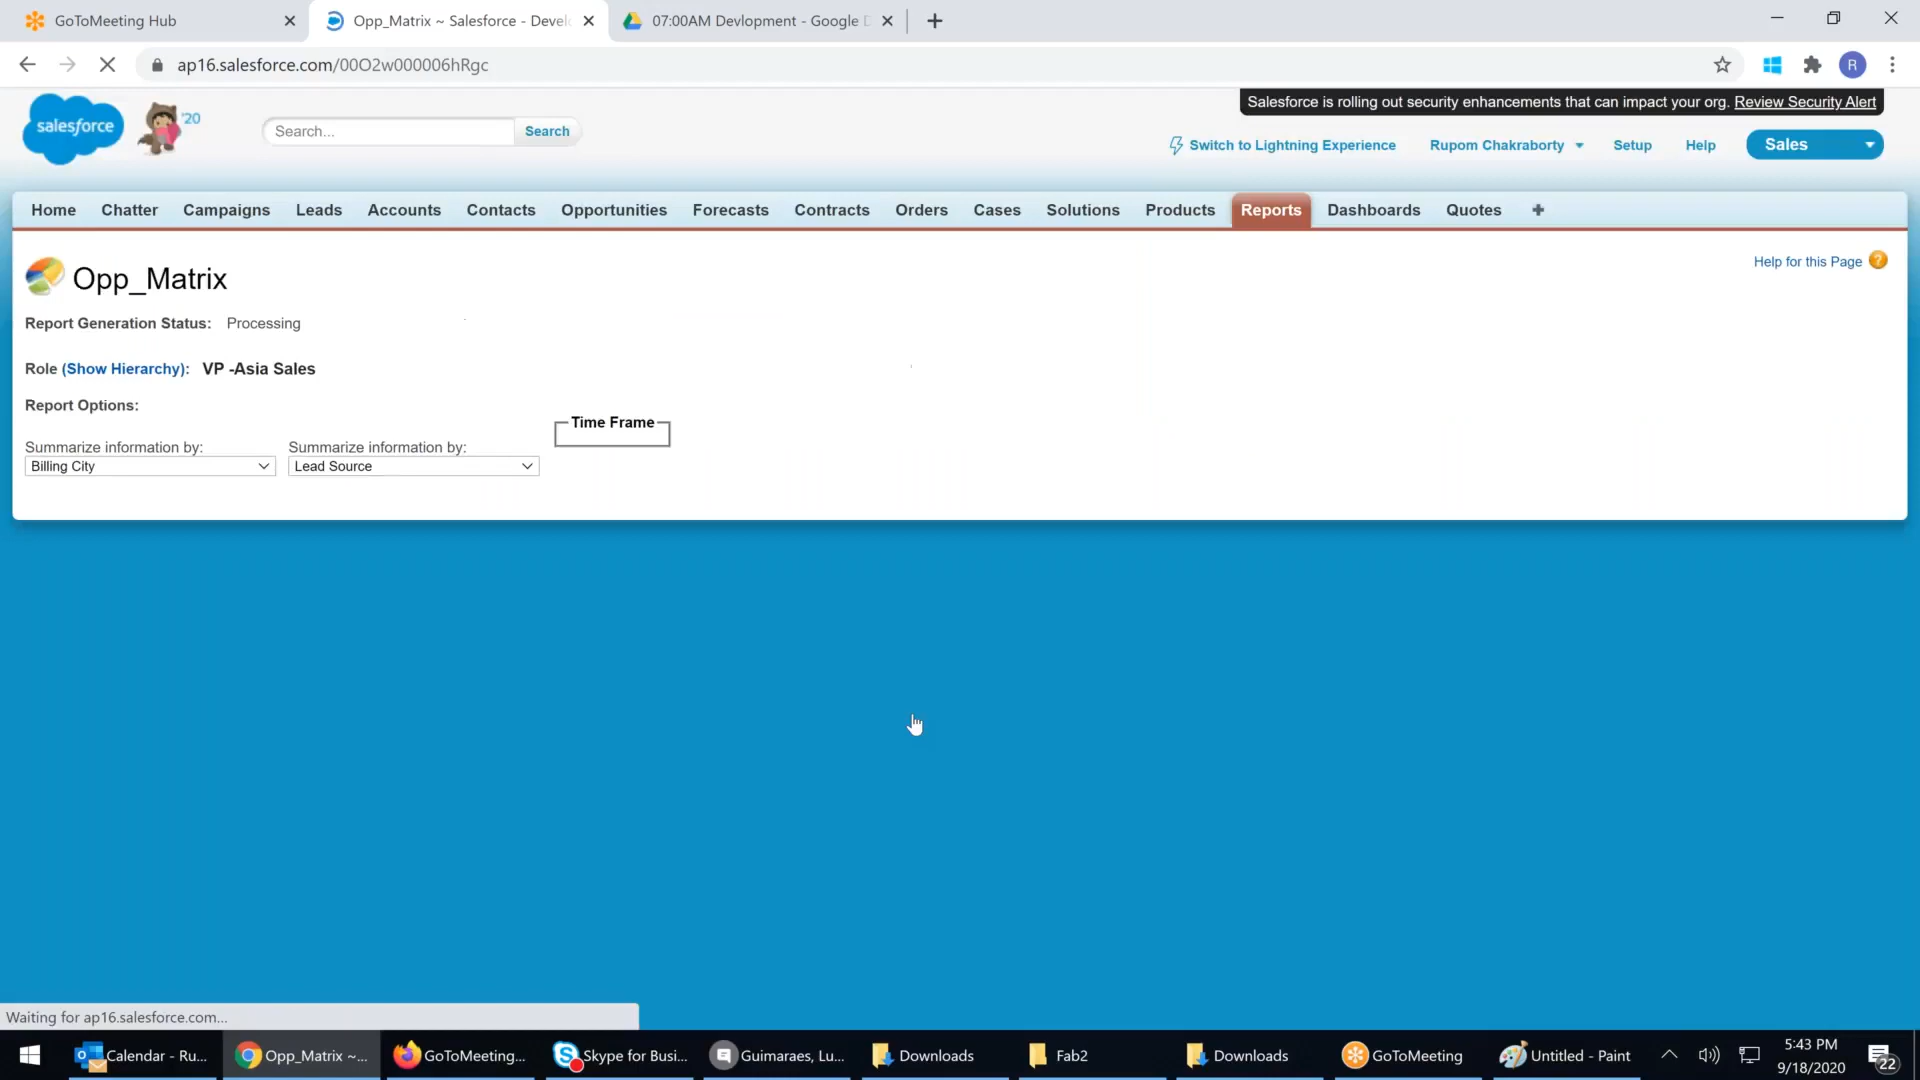 GoToMeeting Hub
Opp_Matrix ~ Salesforce - Devel
07:00AM Devlopment - Google D
ap16.salesforce.com/00O2w000006hRgc
R
Salesforce is rolling out security enhancements that can impact your org. Review Security Alert
salesforce
'20
Search...
Search
Switch to Lightning Experience
Rupom Chakraborty
Setup
Help
Sales
Home Chatter Campaigns Leads Accounts Contacts Opportunities Forecasts Contracts Orders Cases Solutions Products Reports Dashboards Quotes +
Opp_Matrix
Help for this Page ?
Report Generation Status: Processing
Role (Show Hierarchy): VP -Asia Sales
Report Options:
Time Frame
Summarize information by: Summarize information by:
Billing City Lead Source
Waiting for ap16.salesforce.com...
Calendar - Ru... Opp_Matrix ~... GoToMeeting... Skype for Busi... Guimaraes, Lu... Downloads Fab2 Downloads GoToMeeting Untitled - Paint
5:43 PM
9/18/2020
22